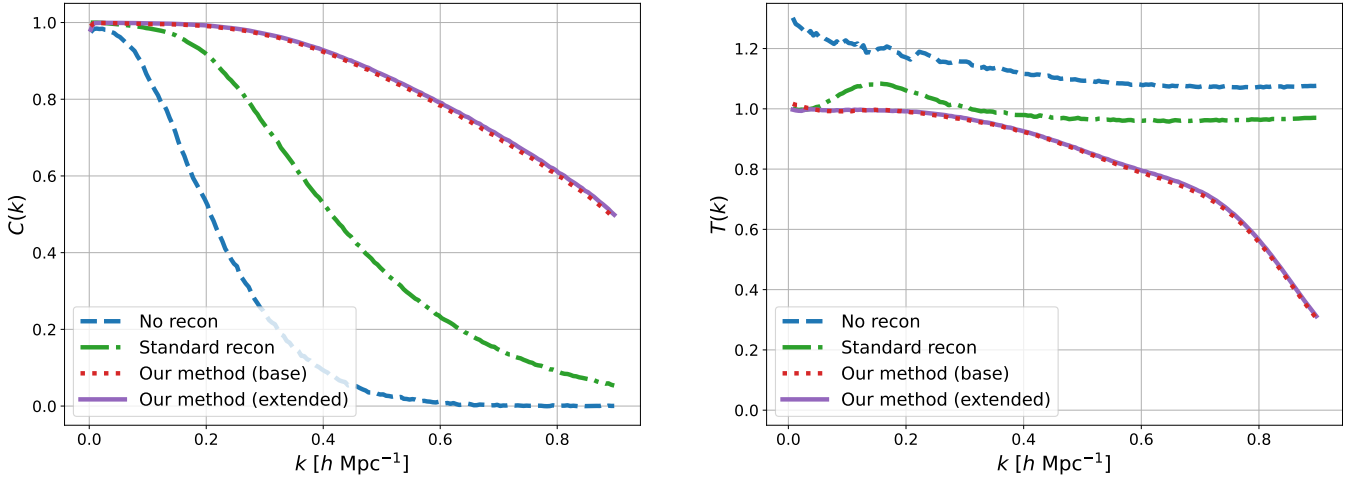 1.0
0.8
0.6
0.4
0.2
0.0
C(k)
No recon
Standard recon
Our method (base)
Our method (extended)
0.0 0.2 0.4 0.6 0.8
k [h Mpc⁻¹]
1.2
1.0
0.8
0.6
0.4
0.2
0.0
T(k)
No recon
Standard recon
Our method (base)
Our method (extended)
0.0 0.2 0.4 0.6 0.8
k [h Mpc⁻¹]